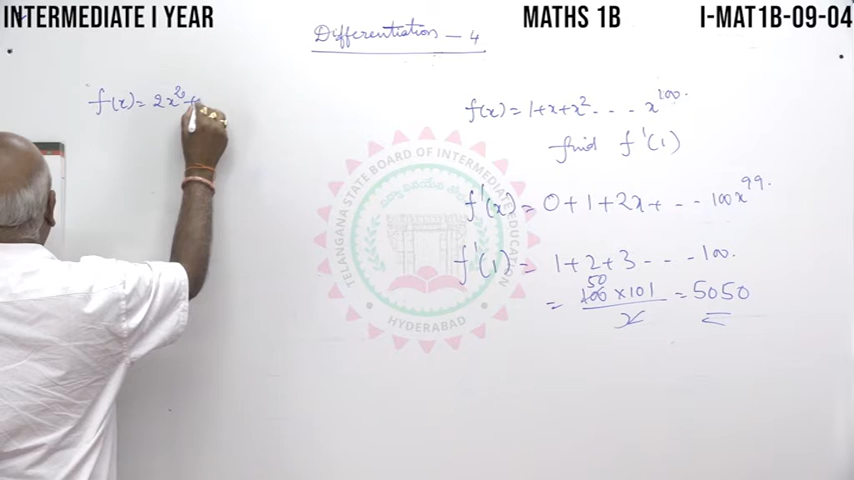 INTERMEDIATE I YEAR
MATHS 1B
I-MAT1B-09-04
Differentiation - 4
f(x) = 2x² +
f(x) = 1+x+x² - - - - x¹⁰⁰.
find f'(1)
f'(x) = 0+1+2x+ - - - 100x⁹⁹.
f'(1) = 1+2+3 - - - - 100.
50
= 100 × 101 / 2 = 5050
TELANGANA STATE BOARD OF INTERMEDIATE EDUCATION
HYDERABAD